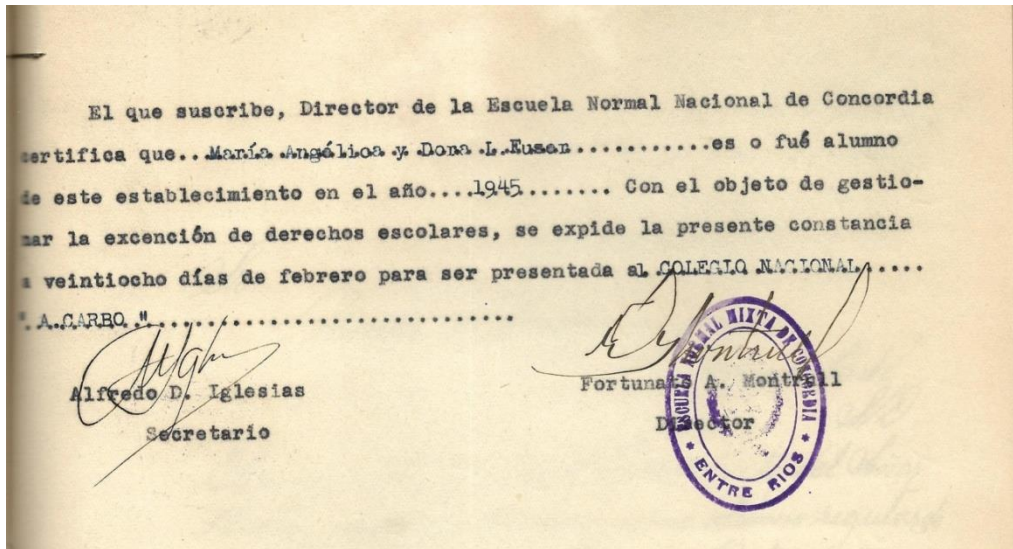 El que suscribe, Director de la Escuela Normal Nacional de Concordia
certifica que...María Angélica y Dona L. Eusen............es o fué alumno
de este establecimiento en el año....1945....... Con el objeto de gestio-
nar la excención de derechos escolares, se expide la presente constancia
a veintiocho días de febrero para ser presentada al COLEGIO NACIONAL.....
"A.CARBO "..................................
Alfredo D. Iglesias
Secretario
Fortunato A. Montrull
Director
ESCUELA NORMAL MIXTA DE CONCORDIA
* ENTRE RIOS *